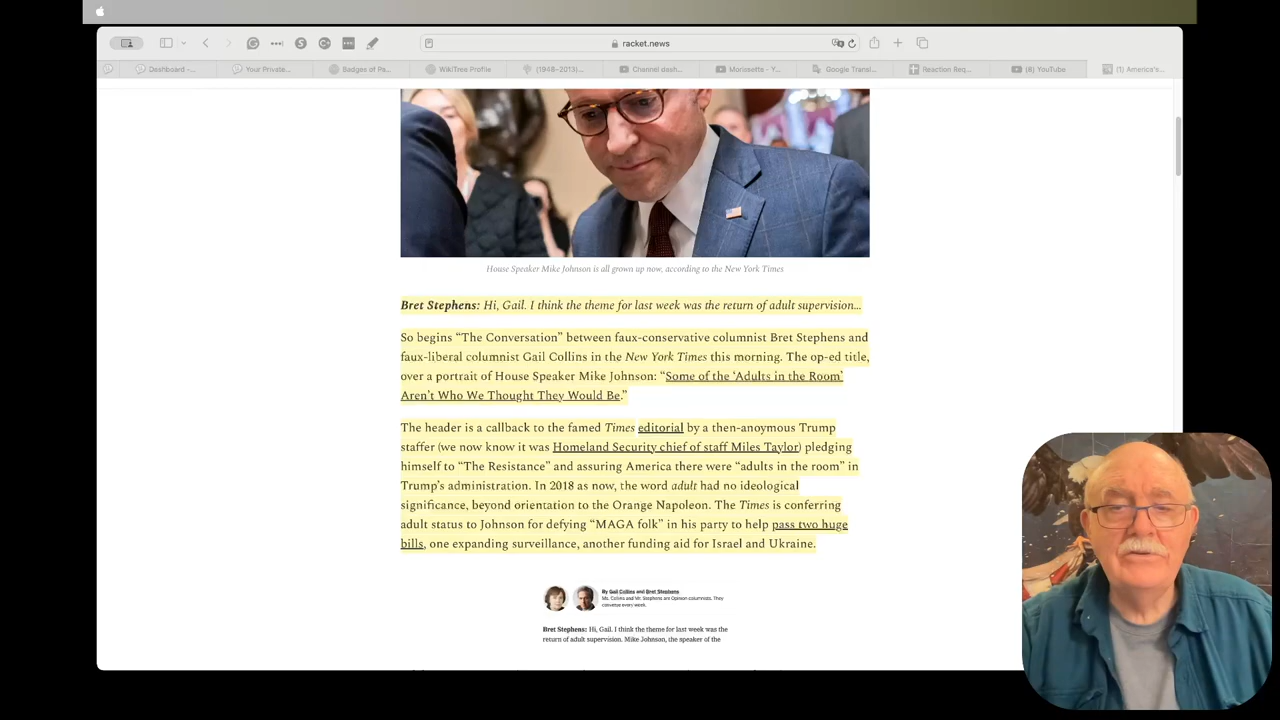 racket.news
Dashboard -...
Your Private...
Badges of Pa...
WikiTree Profile
(1948–2013)...
Channel dash...
Google Transl...
Reaction Req...
(6) YouTube
(1) America's...
House Speaker Mike Johnson is all grown up now, according to the New York Times
Bret Stephens: Hi, Gail. I think the theme for last week was the return of adult supervision…
So begins “The Conversation” between faux-conservative columnist Bret Stephens and
faux-liberal columnist Gail Collins in the New York Times this morning. The op-ed title,
over a portrait of House Speaker Mike Johnson: “Some of the ‘Adults in the Room’
Aren’t Who We Thought They Would Be.”
The header is a callback to the famed Times editorial by a then-anoymous Trump
staffer (we now know it was Homeland Security chief of staff Miles Taylor) pledging
himself to “The Resistance” and assuring America there were “adults in the room” in
Trump’s administration. In 2018 as now, the word adult had no ideological
significance, beyond orientation to the Orange Napoleon. The Times is conferring
adult status to Johnson for defying “MAGA folk” in his party to help pass two huge
bills, one expanding surveillance, another funding aid for Israel and Ukraine.
By Gail Collins and Bret Stephens
Ms. Collins and Mr. Stephens are Opinion columnists. They
converse every week.
Bret Stephens: Hi, Gail. I think the theme for last week was the
return of adult supervision. Mike Johnson, the speaker of the